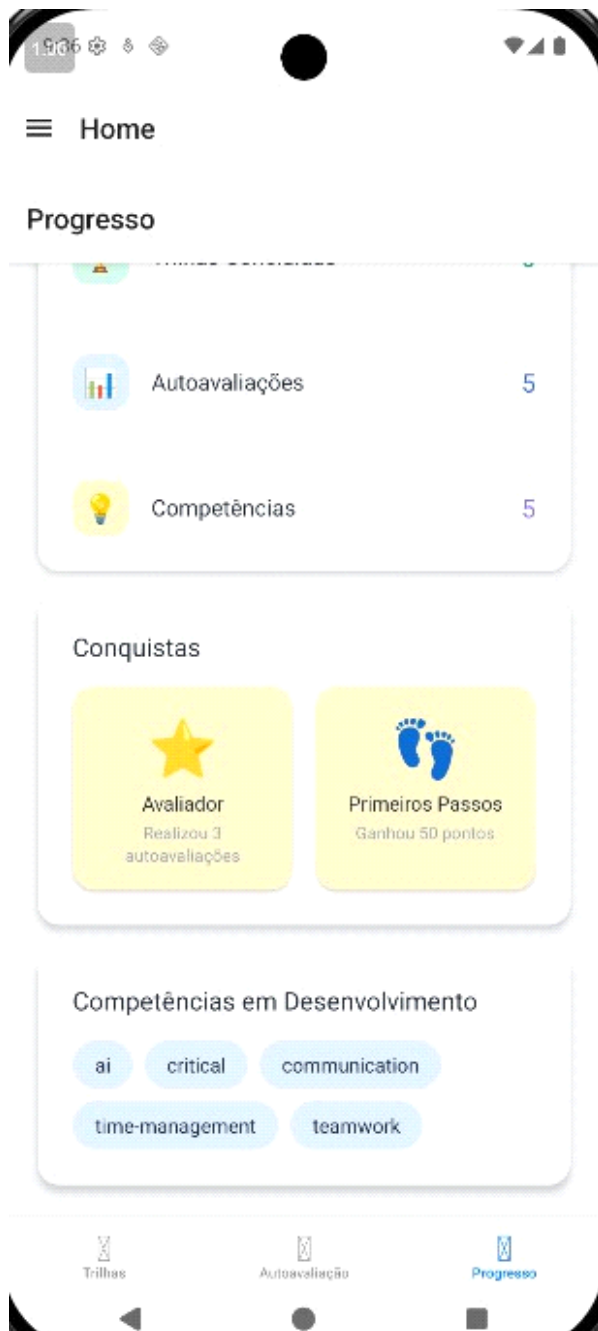 Home
Progresso
Autoavaliações 5
Competências 5
Conquistas
Avaliador
Realizou 3
autoavaliações
Primeiros Passos
Ganhou 50 pontos
Competências em Desenvolvimento
ai critical communication
time-management teamwork
Trilhas Autoavaliação Progresso